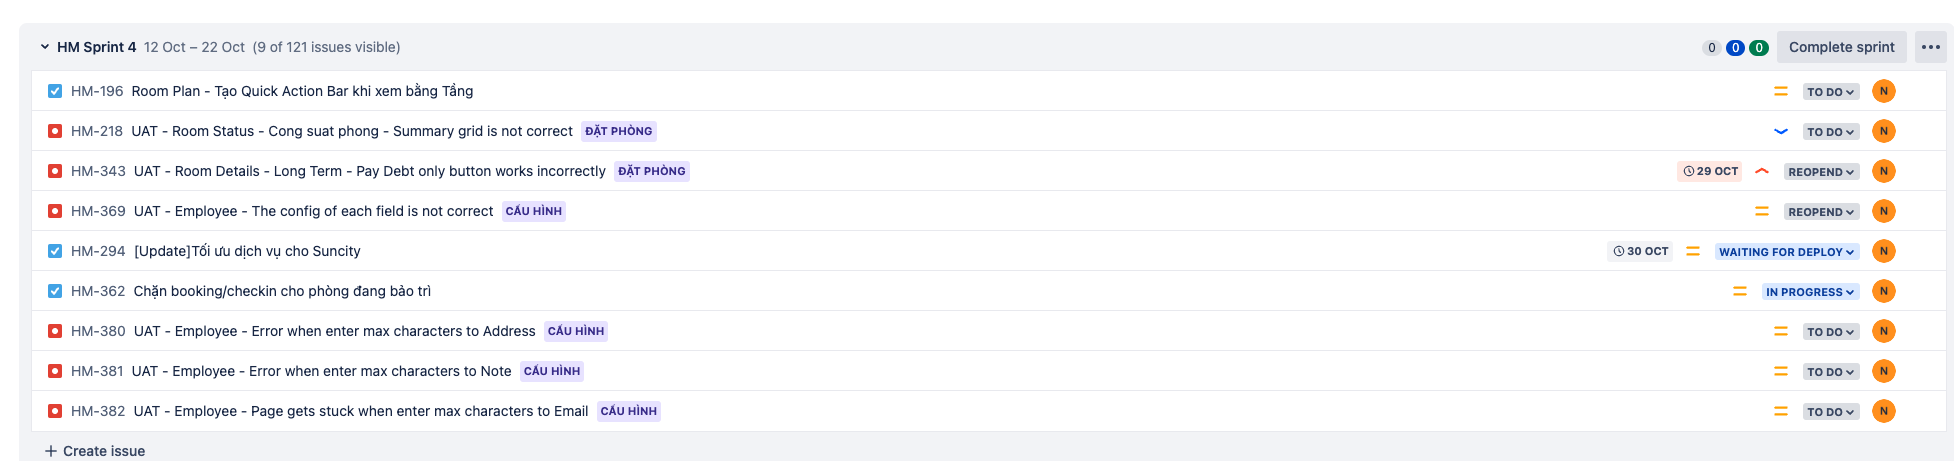 HM Sprint 4 12 Oct – 22 Oct (9 of 121 issues visible) 0 0 0 Complete sprint
HM-196 Room Plan - Tạo Quick Action Bar khi xem bằng Tầng TO DO N
HM-218 UAT - Room Status - Cong suat phong - Summary grid is not correct ĐẶT PHÒNG TO DO N
HM-343 UAT - Room Details - Long Term - Pay Debt only button works incorrectly ĐẶT PHÒNG 29 OCT REOPEND N
HM-369 UAT - Employee - The config of each field is not correct CẤU HÌNH REOPEND N
HM-294 [Update]Tối ưu dịch vụ cho Suncity 30 OCT WAITING FOR DEPLOY N
HM-362 Chặn booking/checkin cho phòng đang bảo trì IN PROGRESS N
HM-380 UAT - Employee - Error when enter max characters to Address CẤU HÌNH TO DO N
HM-381 UAT - Employee - Error when enter max characters to Note CẤU HÌNH TO DO N
HM-382 UAT - Employee - Page gets stuck when enter max characters to Email CẤU HÌNH TO DO N
+ Create issue